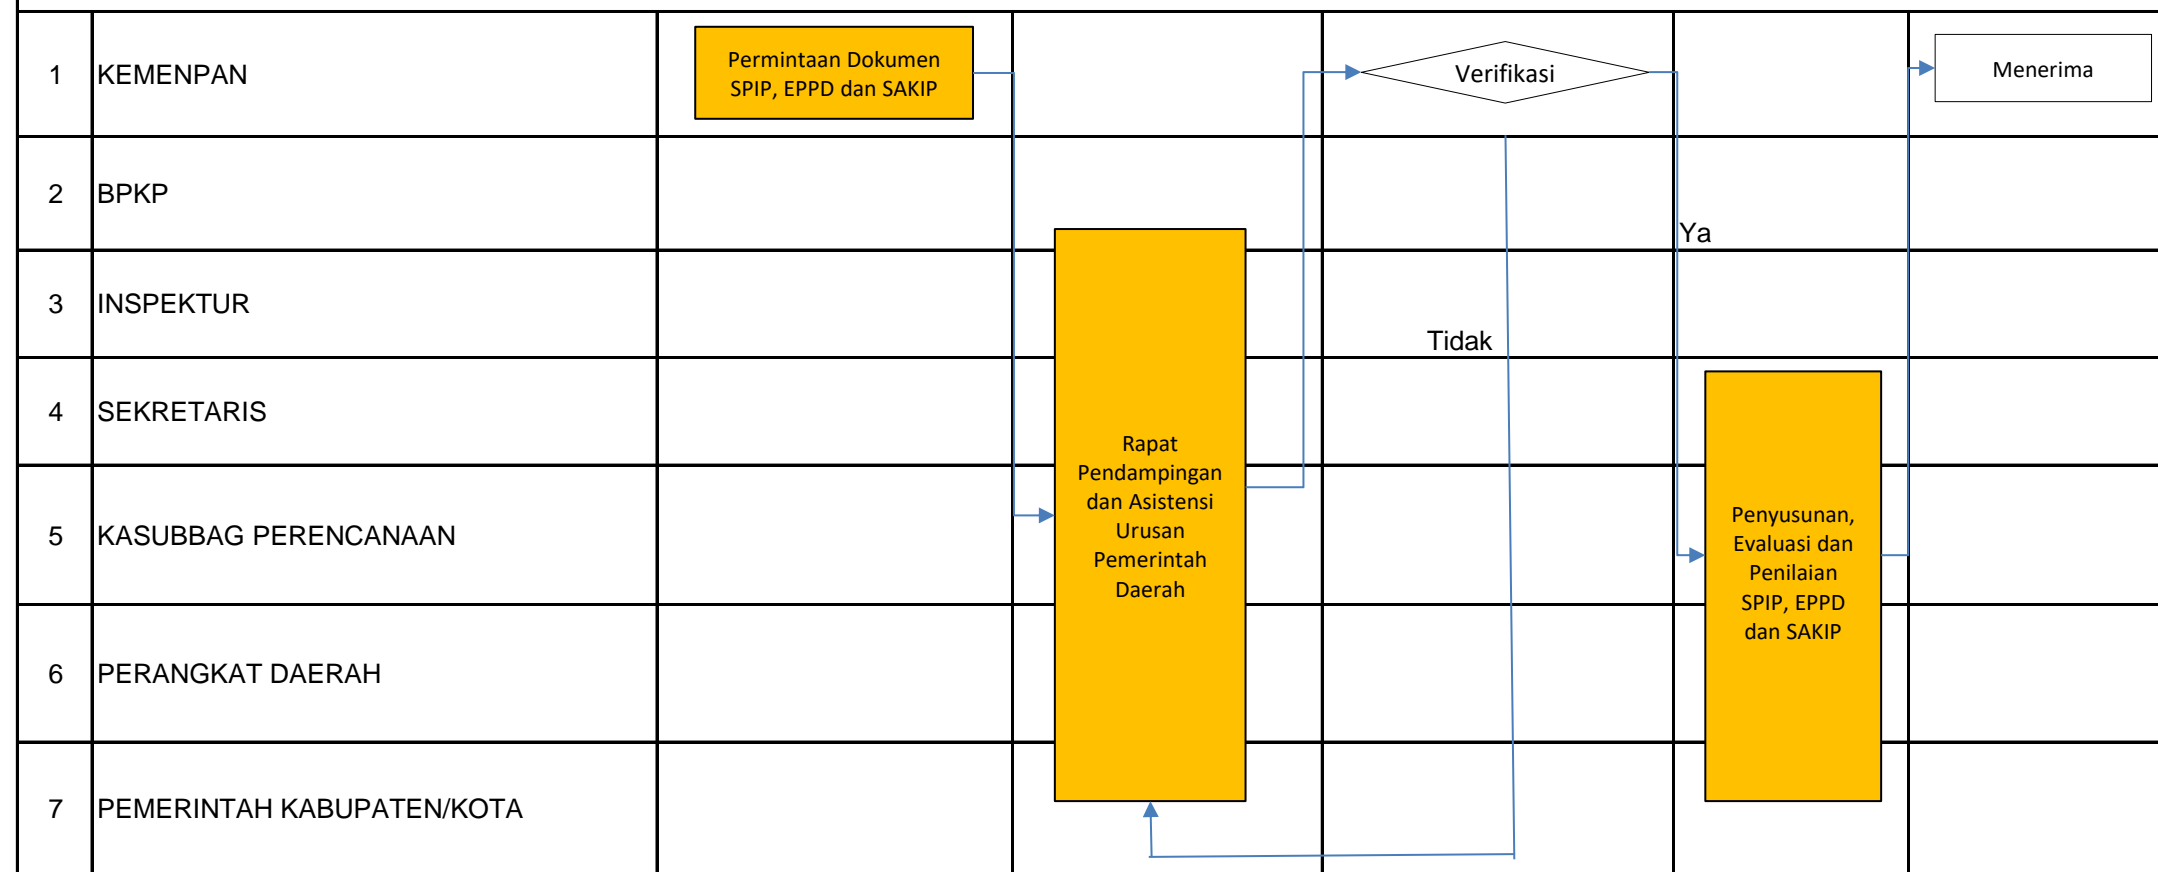 1
KEMENPAN
Permintaan Dokumen
SPIP, EPPD dan SAKIP
Verifikasi
Menerima
2
BPKP
Ya
3
INSPEKTUR
Tidak
4
SEKRETARIS
Rapat
Pendampingan
dan Asistensi
Urusan
Pemerintah
Daerah
5
KASUBBAG PERENCANAAN
Penyusunan,
Evaluasi dan
Penilaian
SPIP, EPPD
dan SAKIP
6
PERANGKAT DAERAH
7
PEMERINTAH KABUPATEN/KOTA